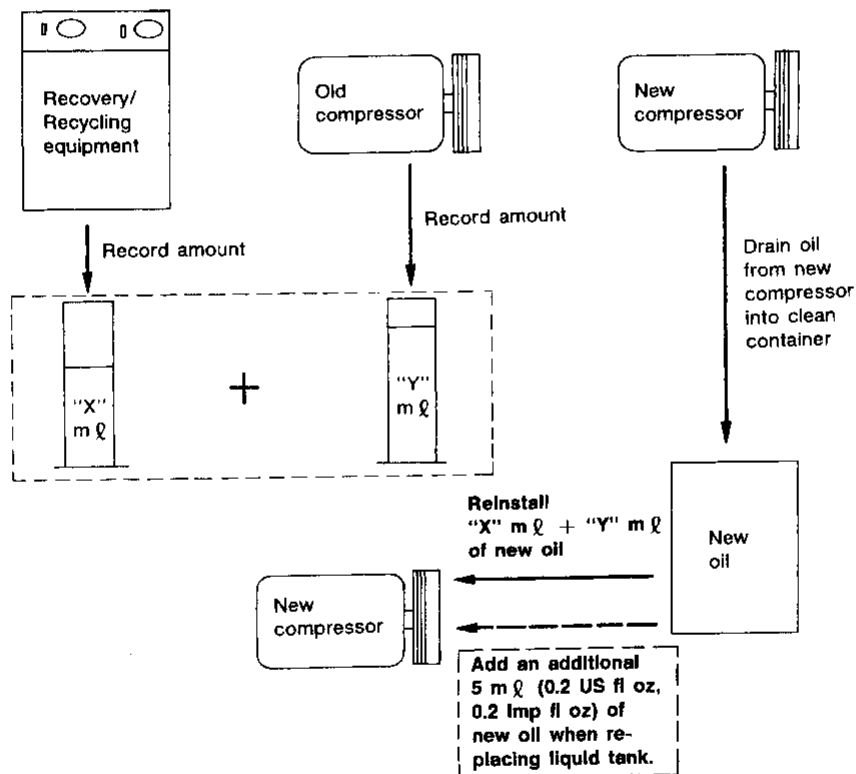 Recovery/
Recycling
equipment
Old
compressor
New
compressor
Record amount
Record amount
Drain oil
from new
compressor
into clean
container
"X"
m ℓ
+
"Y"
m ℓ
Reinstall
"X" m ℓ + "Y" m ℓ
of new oil
New
oil
New
compressor
Add an additional
5 m ℓ (0.2 US fl oz,
0.2 Imp fl oz) of
new oil when re-
placing liquid tank.